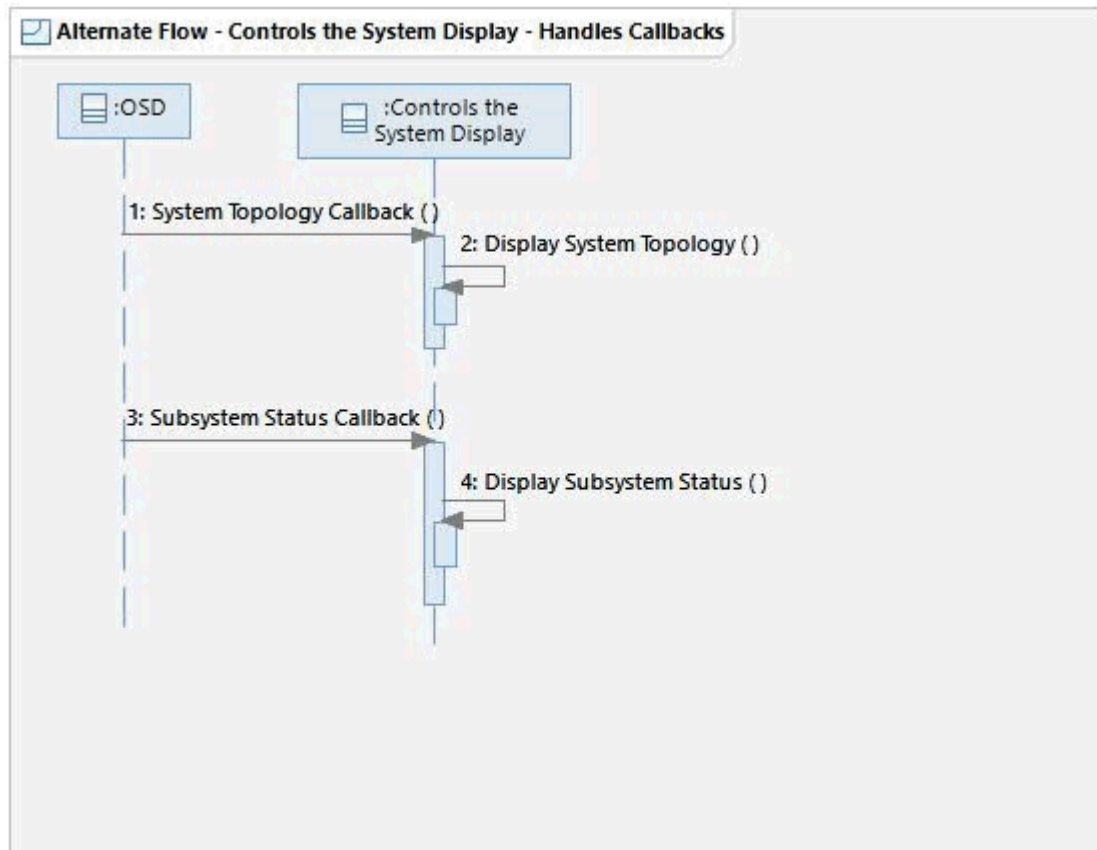 Alternate Flow - Controls the System Display - Handles Callbacks
:OSD
:Controls the
System Display
1: System Topology Callback ( )
2: Display System Topology ( )
3: Subsystem Status Callback ( )
4: Display Subsystem Status ( )